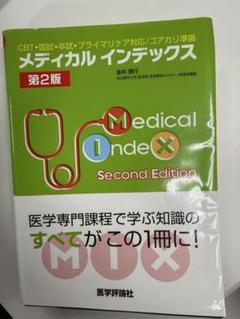 CBT・国試・卒試・プライマリケア対応/コアカリ準拠
メディカル インデックス
第2版
Medical
IndeX
Second Edition
医学専門課程で学ぶ知識の
すべてが この1冊に!
MIX
医学評論社